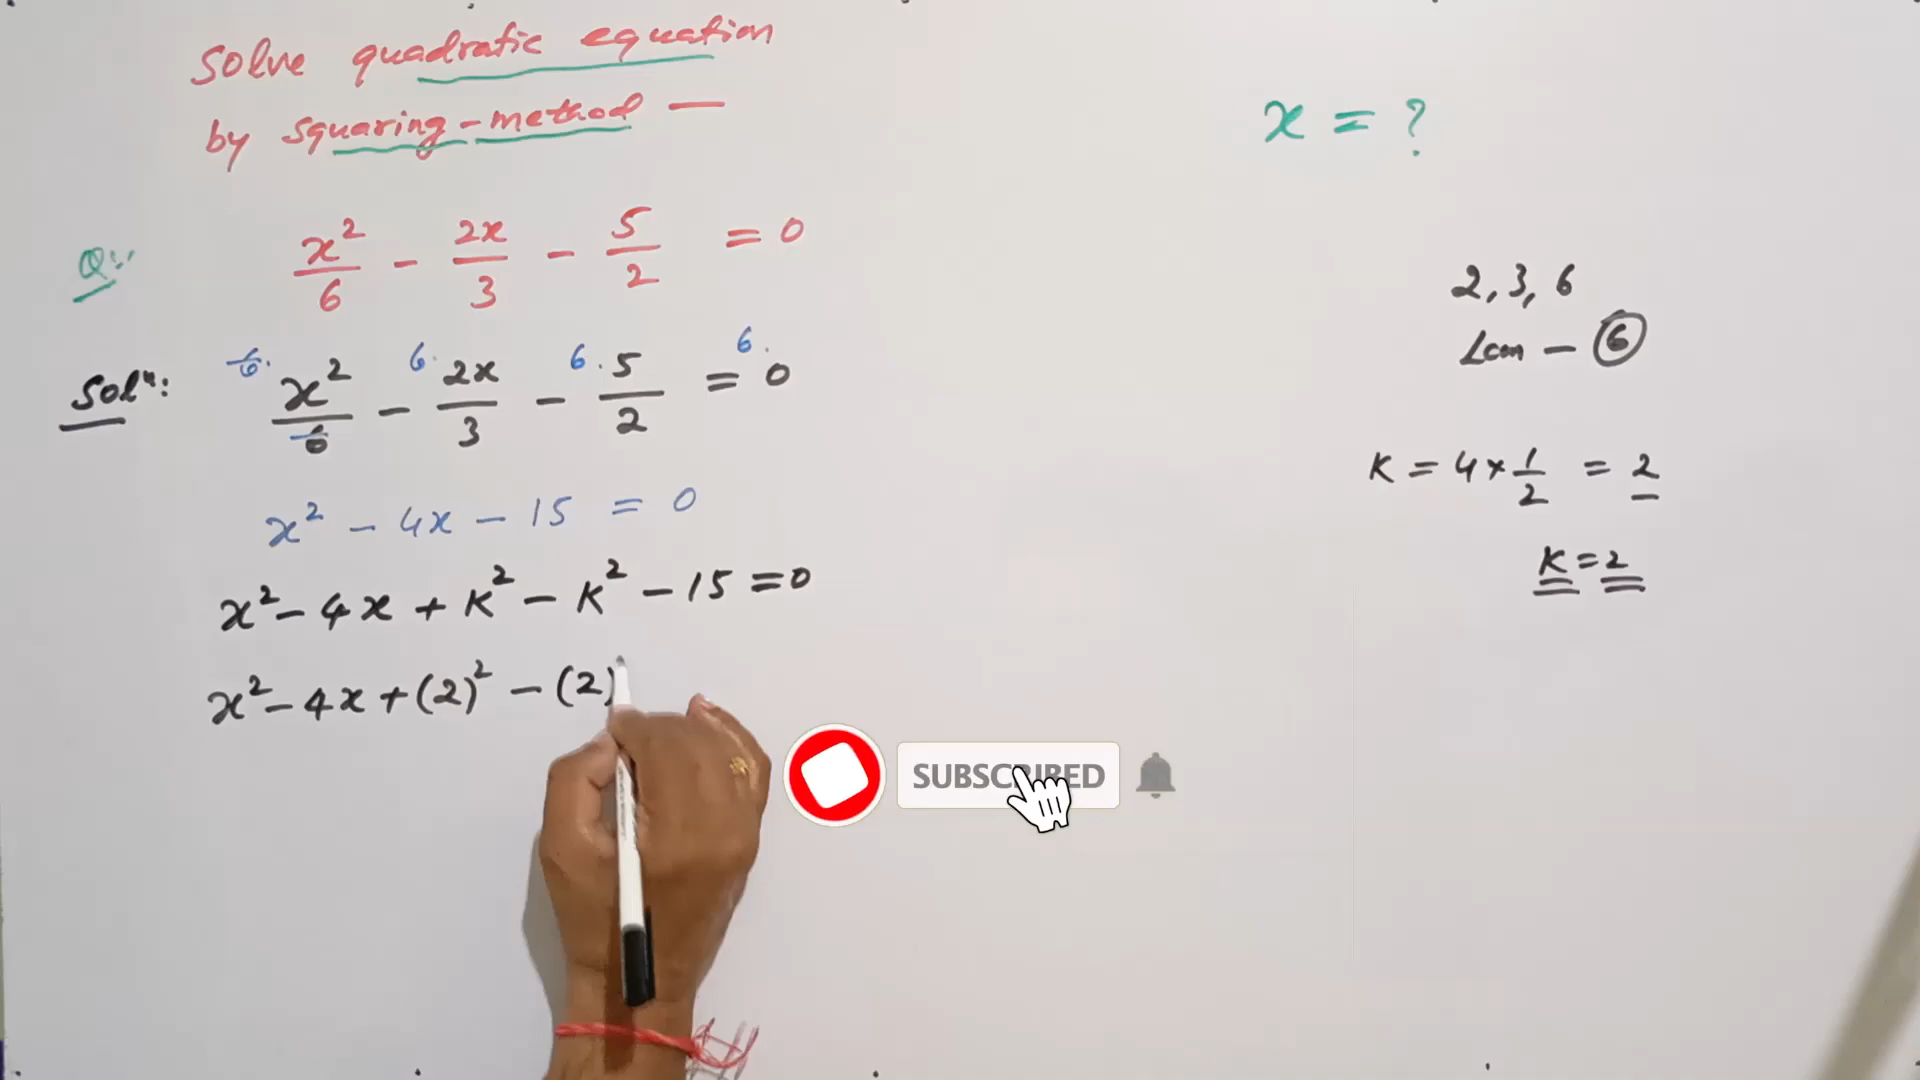 Solve quadratic equation
by squaring-method —
x = ?
Q:- x²/6 - 2x/3 - 5/2 = 0
2, 3, 6
Lcm - 6
Solⁿ: 6. x²/6 - 6. 2x/3 - 6. 5/2 = 6. 0
K = 4 × 1/2 = 2
x² - 4x - 15 = 0
K = 2
x² - 4x + K² - K² - 15 = 0
x² - 4x + (2)² - (2)
SUBSCRIBED